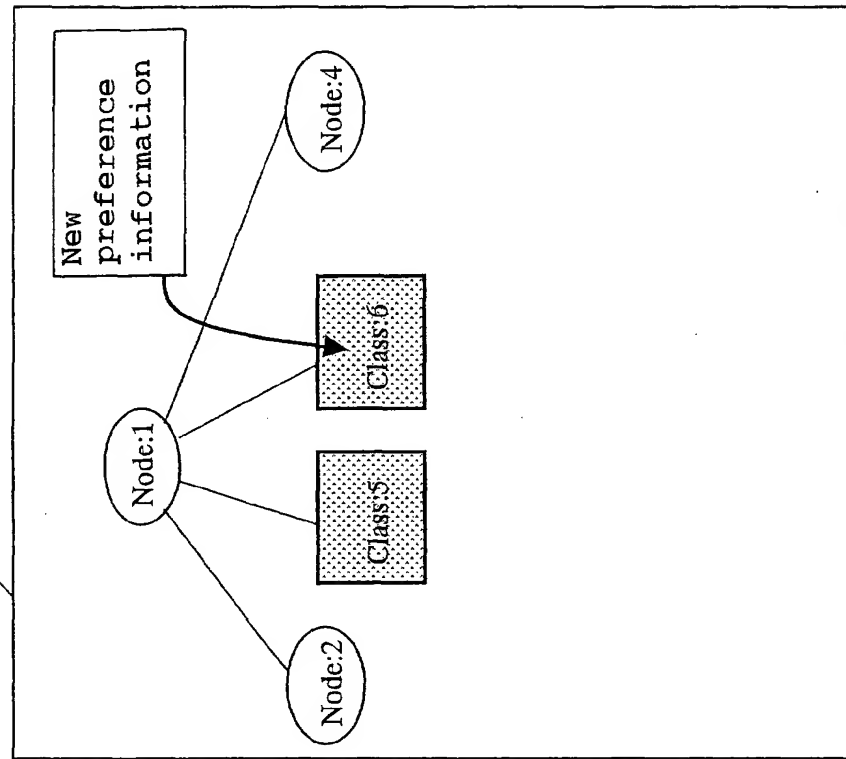 New
preference
information
Node:1
Node:2
Class:5
Class:6
Node:4